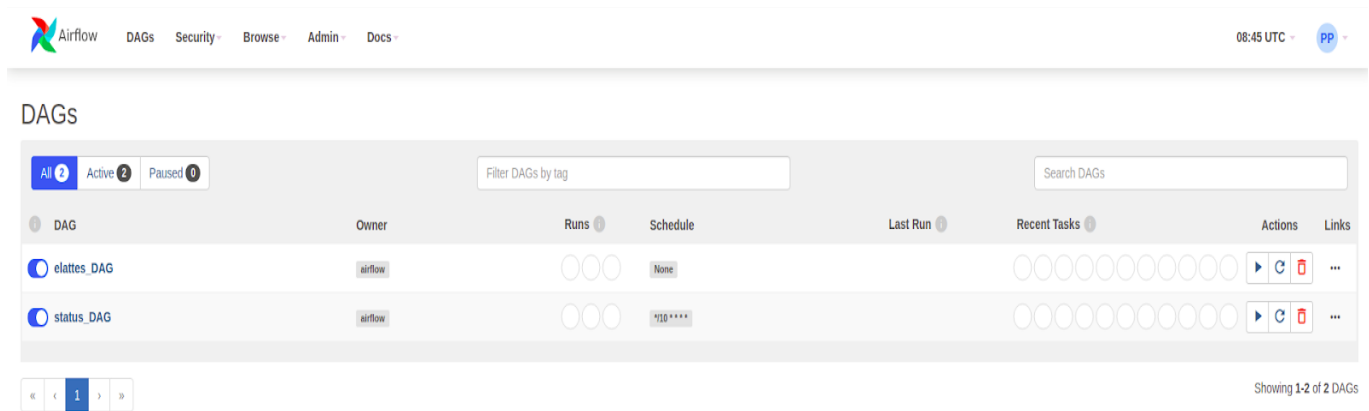 Airflow DAGs Security Browse Admin Docs 08:45 UTC PP
DAGs
All 2 Active 2 Paused 0 Filter DAGs by tag Search DAGs
i DAG Owner Runs i Schedule Last Run i Recent Tasks i Actions Links
elattes_DAG airflow None ...
status_DAG airflow */10 * * * * ...
« ‹ 1 › » Showing 1-2 of 2 DAGs